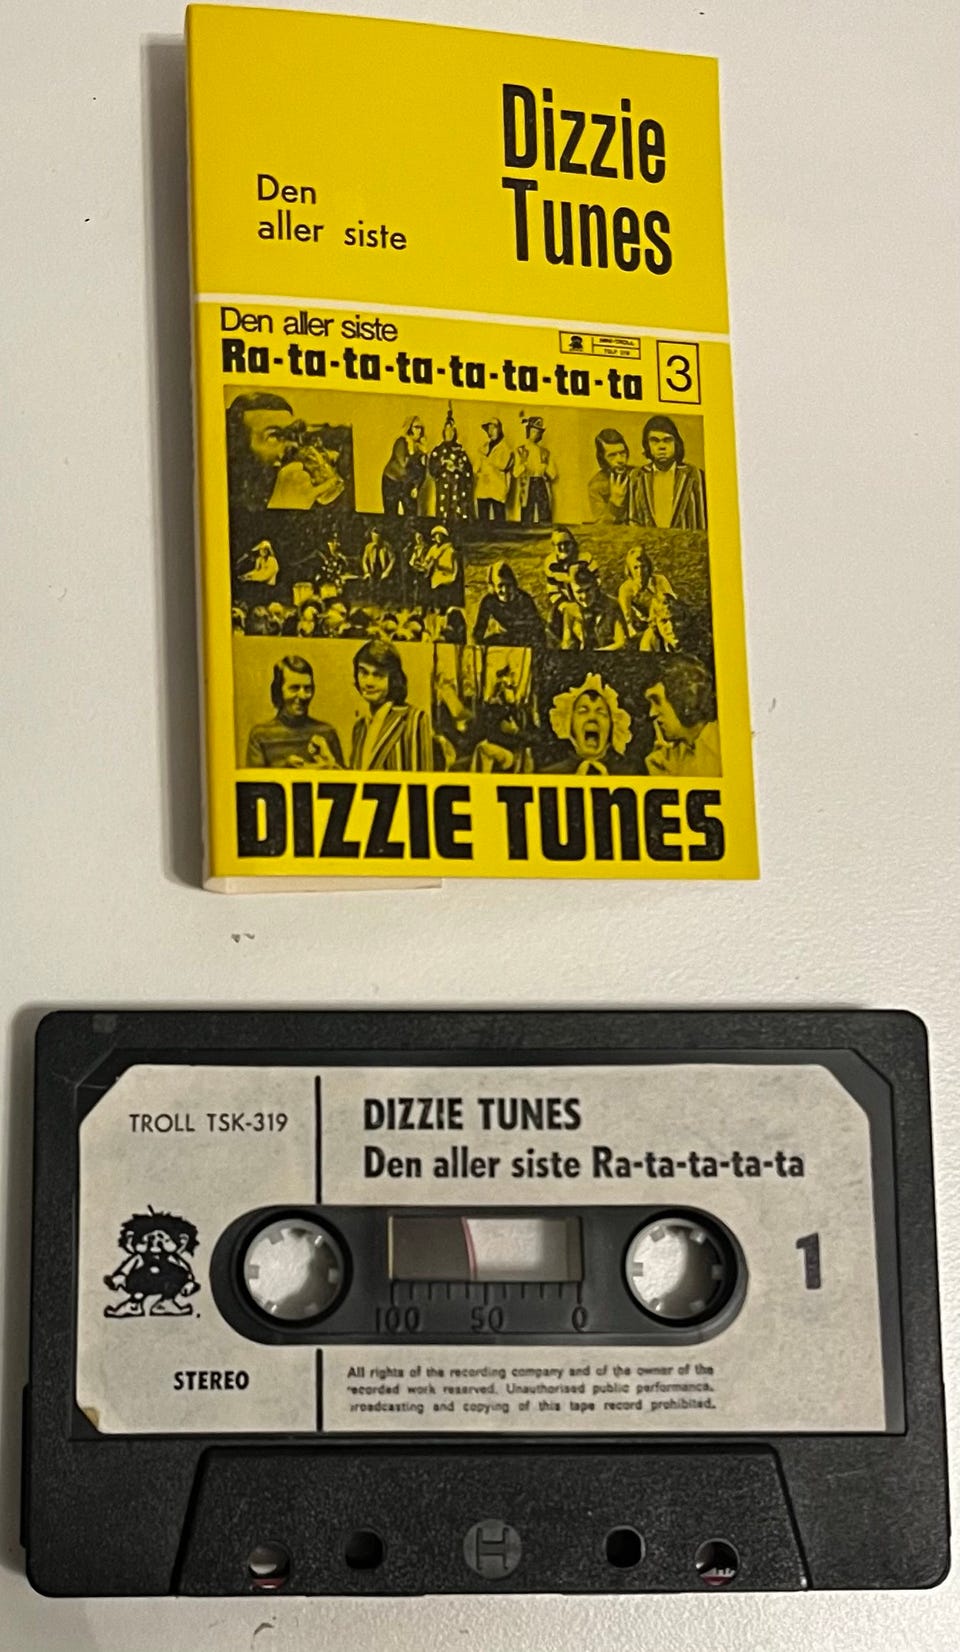 Dizzie
Tunes
Den
aller siste
Den aller siste
Ra-ta-ta-ta-ta-ta-ta-ta
3
DIZZIE TUNES
TROLL TSK-319
DIZZIE TUNES
Den aller siste Ra-ta-ta-ta-ta
1
100 50 0
STEREO
All rights of the recording company and of the owner of the
recorded work reserved. Unauthorised public performance,
broadcasting and copying of this tape record prohibited.
H